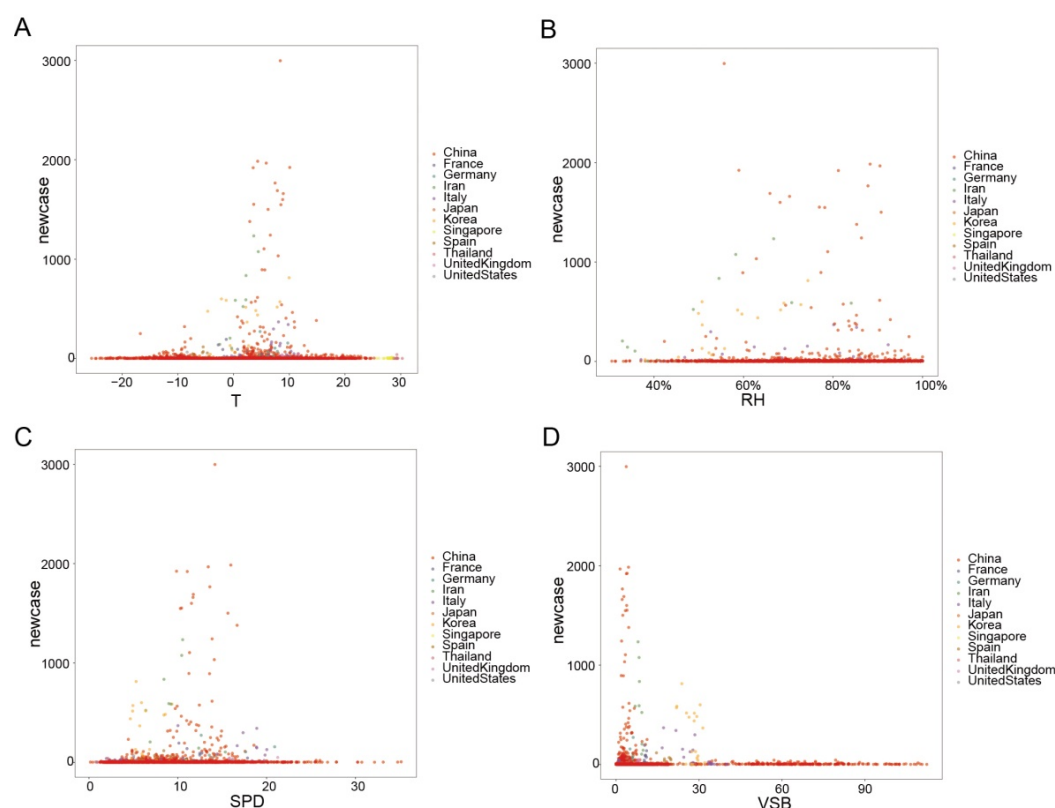 A
newcase
3000
2000
1000
0
−20
−10
0
10
20
30
T
China
France
Germany
Iran
Italy
Japan
Korea
Singapore
Spain
Thailand
UnitedKingdom
UnitedStates
B
newcase
3000
2000
1000
0
40%
60%
80%
100%
RH
China
France
Germany
Iran
Italy
Japan
Korea
Singapore
Spain
Thailand
UnitedKingdom
UnitedStates
C
newcase
3000
2000
1000
0
0
10
20
30
SPD
China
France
Germany
Iran
Italy
Japan
Korea
Singapore
Spain
Thailand
UnitedKingdom
UnitedStates
D
newcase
3000
2000
1000
0
0
30
60
90
VSB
China
France
Germany
Iran
Italy
Japan
Korea
Singapore
Spain
Thailand
UnitedKingdom
UnitedStates